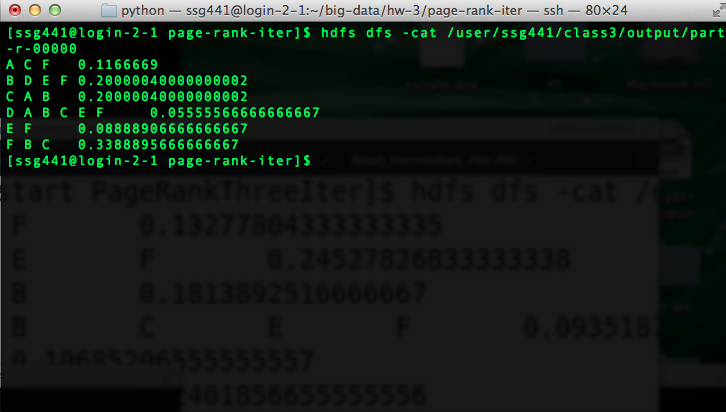 python — ssg441@login-2-1:~/big-data/hw-3/page-rank-iter — ssh — 80×24
[ssg441@login-2-1 page-rank-iter]$ hdfs dfs -cat /user/ssg441/class3/output/part
-r-00000
A C F 0.1166669
B D E F 0.20000040000000002
C A B 0.20000040000000002
D A B C E F 0.05555566666666667
E F 0.08888906666666667
F B C 0.3388895666666667
[ssg441@login-2-1 page-rank-iter]$
start PageRankThreeIter]$ hdfs dfs -cat /
F 0.13277804333333335
E F 0.24527826833333338
B 0.1813892516666667
B C E F 0.093518
0.10685206555555557
2401856655555556